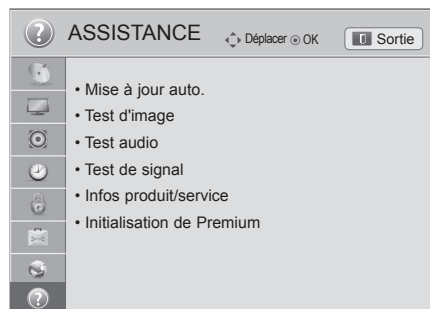 ASSISTANCE Déplacer OK Sortie
• Mise à jour auto.
• Test d'image
• Test audio
• Test de signal
• Infos produit/service
• Initialisation de Premium